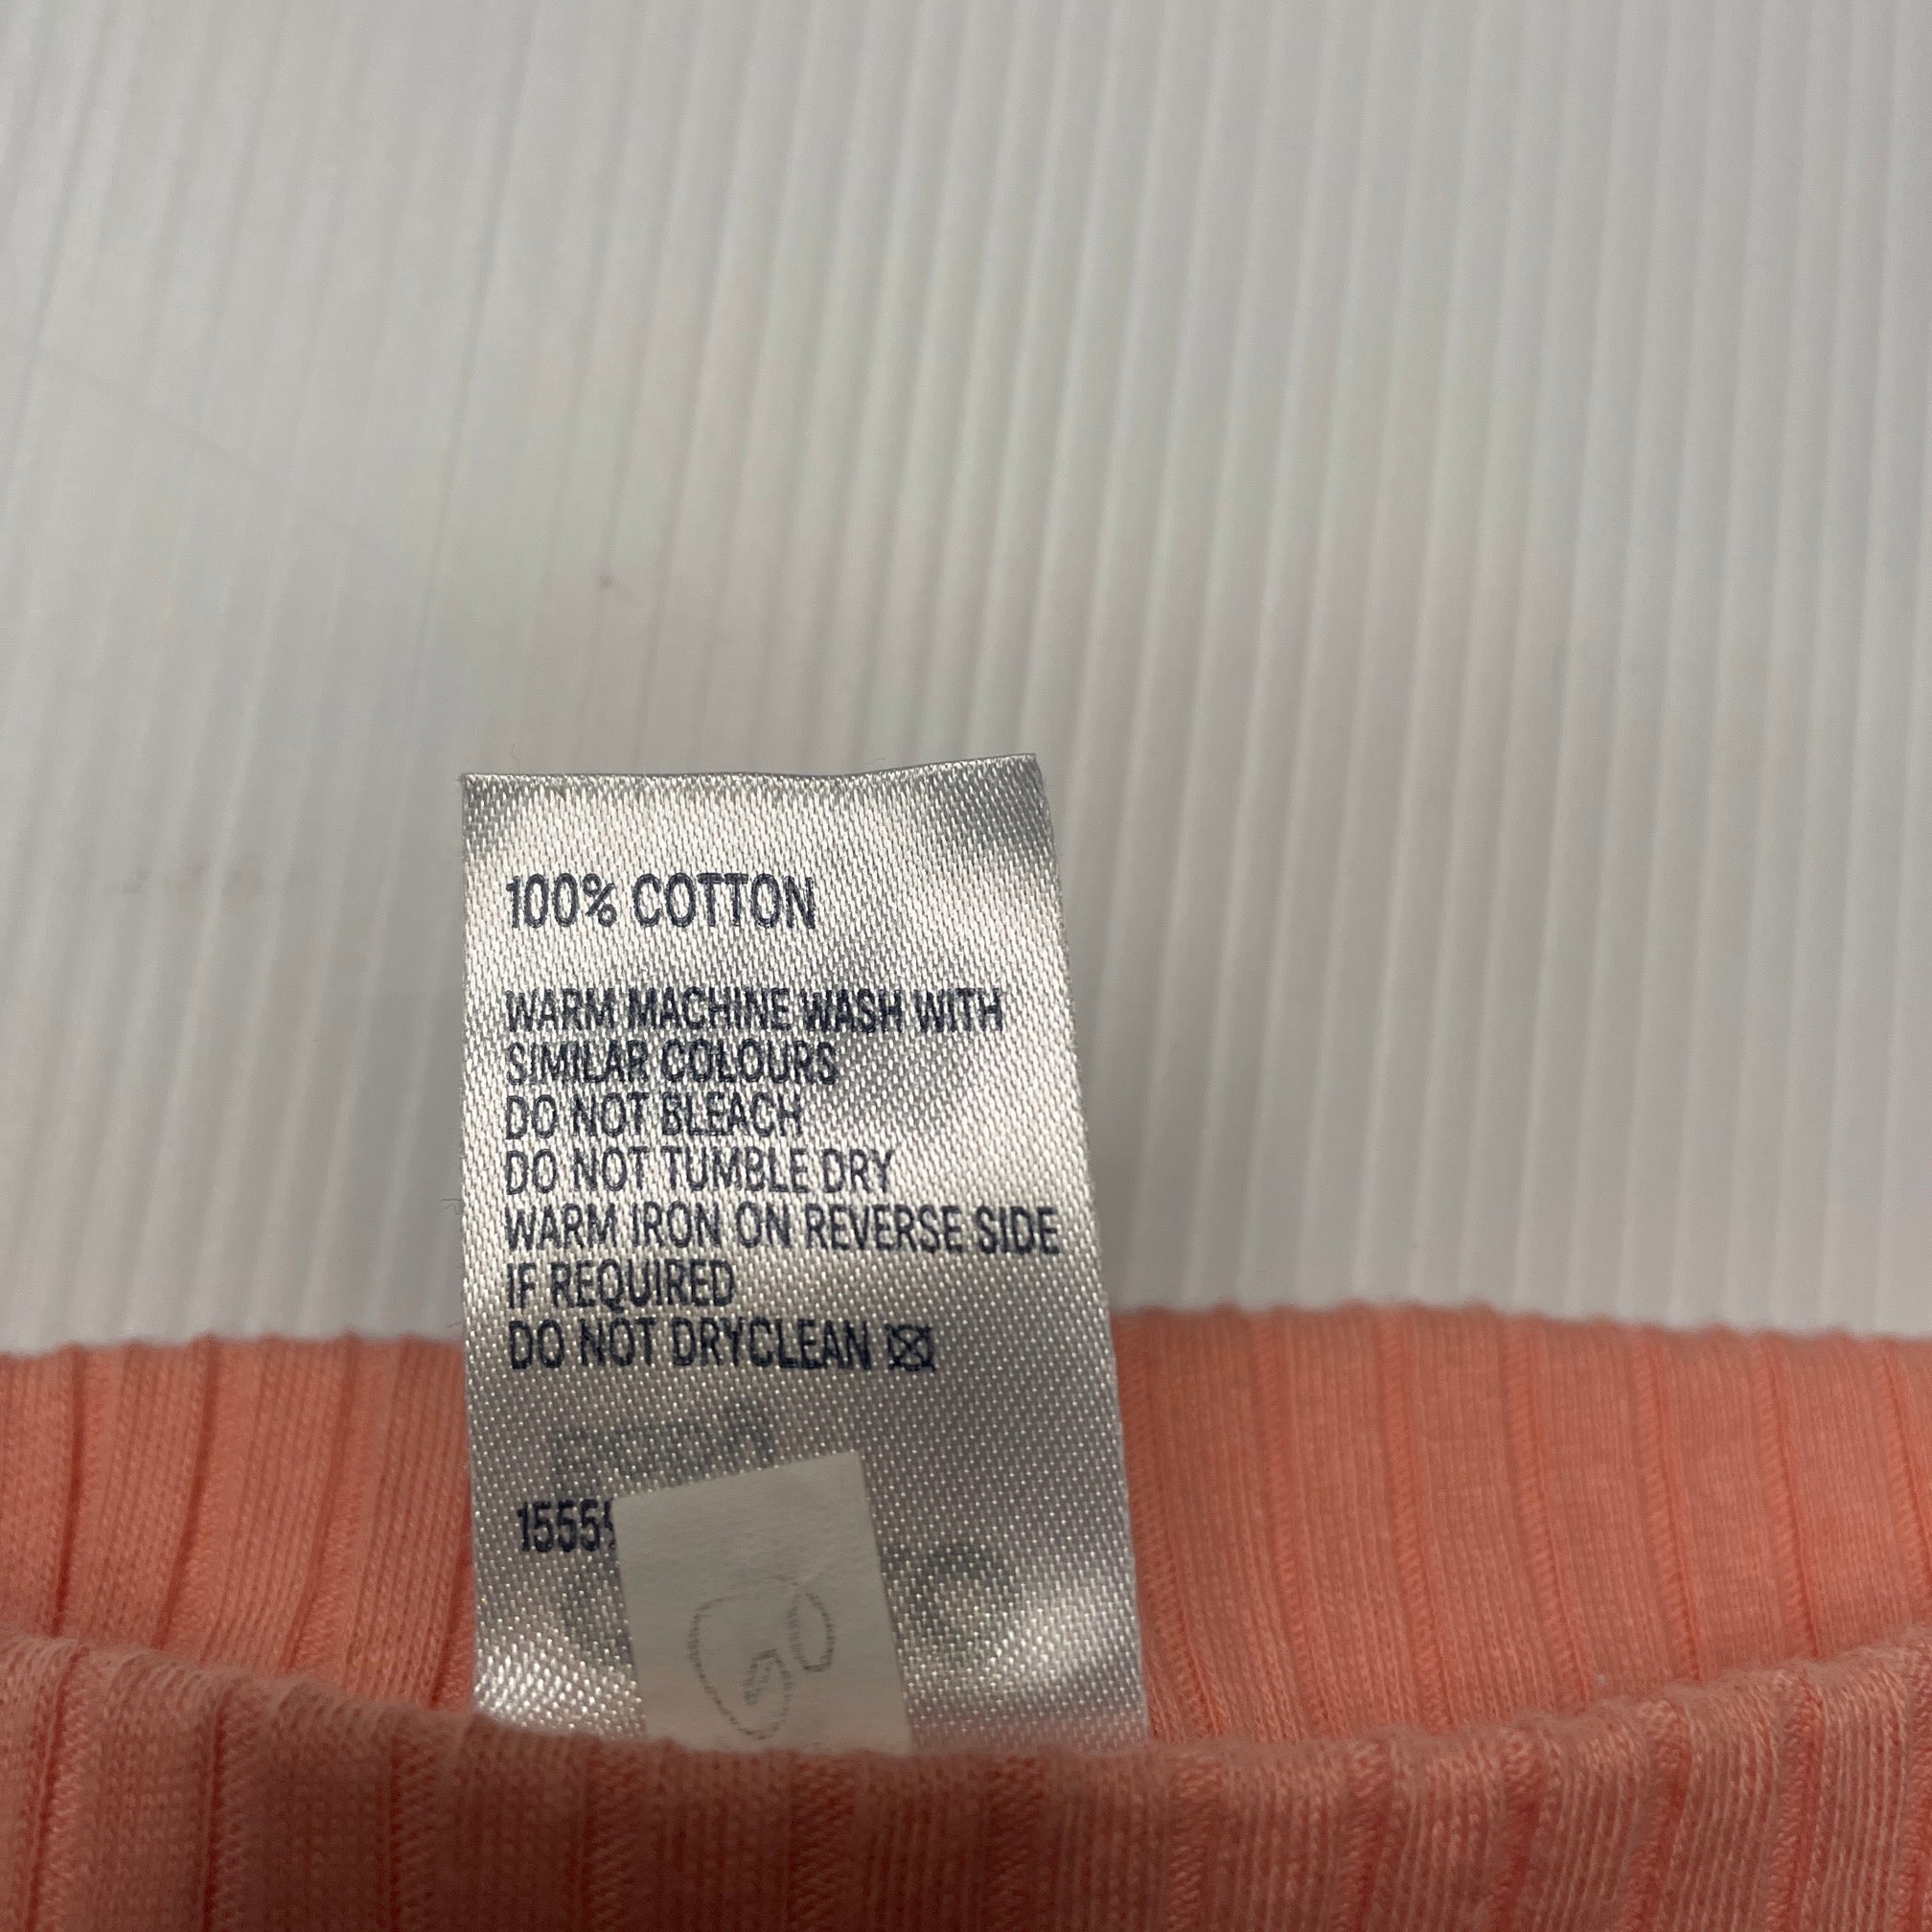 100% COTTON
WARM MACHINE WASH WITH
SIMILAR COLOURS
DO NOT BLEACH
DO NOT TUMBLE DRY
WARM IRON ON REVERSE SIDE
IF REQUIRED
DO NOT DRYCLEAN
1555